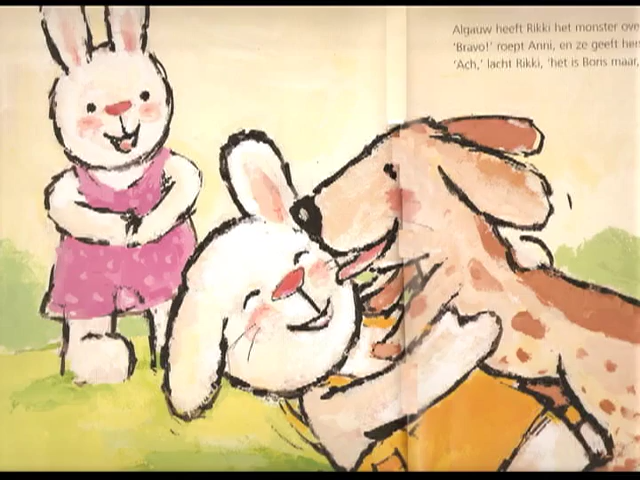 Algauw heeft Rikki het monster ove
'Bravo!' roept Anni, en ze geeft
'Ach,' lacht Rikki, 'het is Boris maar,